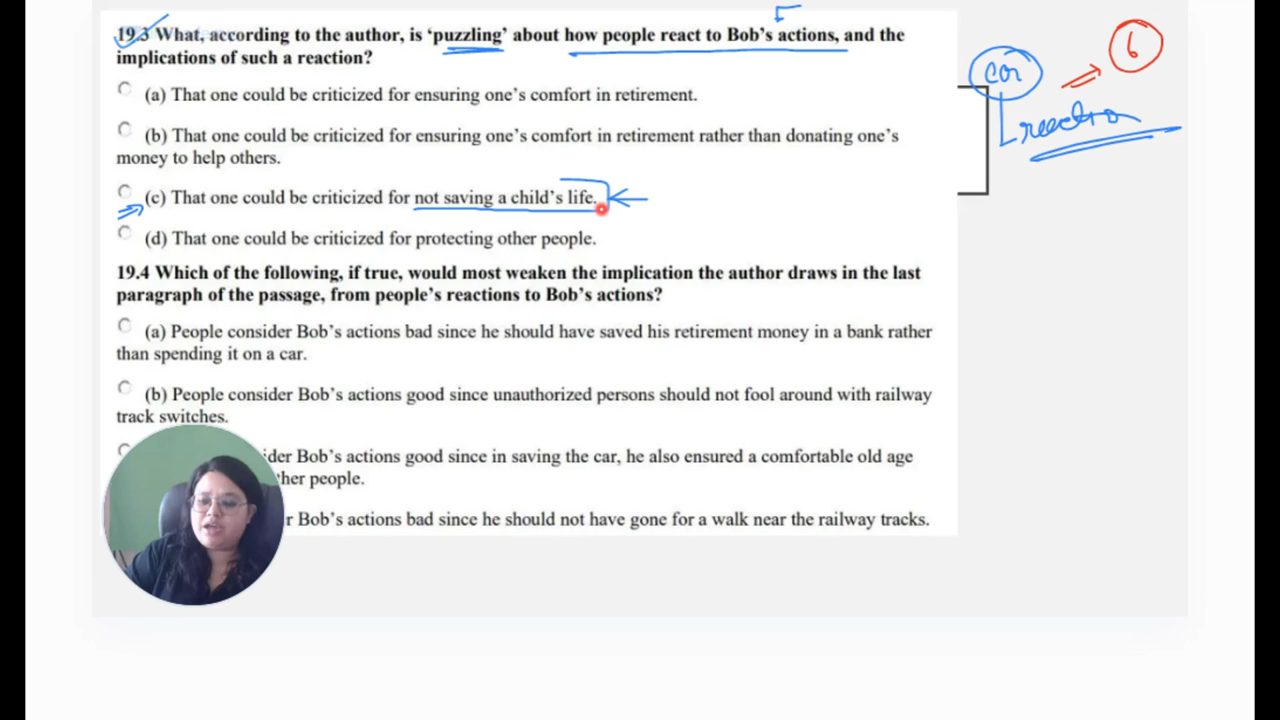 19.3 What, according to the author, is ‘puzzling’ about how people react to Bob’s actions, and the
implications of such a reaction?
(a) That one could be criticized for ensuring one’s comfort in retirement.
(b) That one could be criticized for ensuring one’s comfort in retirement rather than donating one’s
money to help others.
(c) That one could be criticized for not saving a child’s life.
(d) That one could be criticized for protecting other people.
19.4 Which of the following, if true, would most weaken the implication the author draws in the last
paragraph of the passage, from people’s reactions to Bob’s actions?
(a) People consider Bob’s actions bad since he should have saved his retirement money in a bank rather
than spending it on a car.
(b) People consider Bob’s actions good since unauthorized persons should not fool around with railway
track switches.
ider Bob’s actions good since in saving the car, he also ensured a comfortable old age
her people.
r Bob’s actions bad since he should not have gone for a walk near the railway tracks.